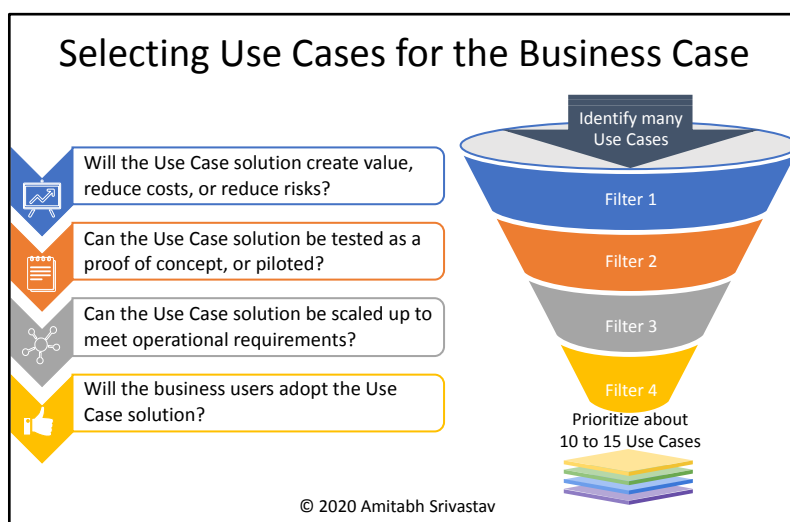 Selecting Use Cases for the Business Case
Will the Use Case solution create value,
reduce costs, or reduce risks?
Can the Use Case solution be tested as a
proof of concept, or piloted?
Can the Use Case solution be scaled up to
meet operational requirements?
Will the business users adopt the Use
Case solution?
Identify many
Use Cases
Filter 1
Filter 2
Filter 3
Filter 4
Prioritize about
10 to 15 Use Cases
© 2020 Amitabh Srivastav